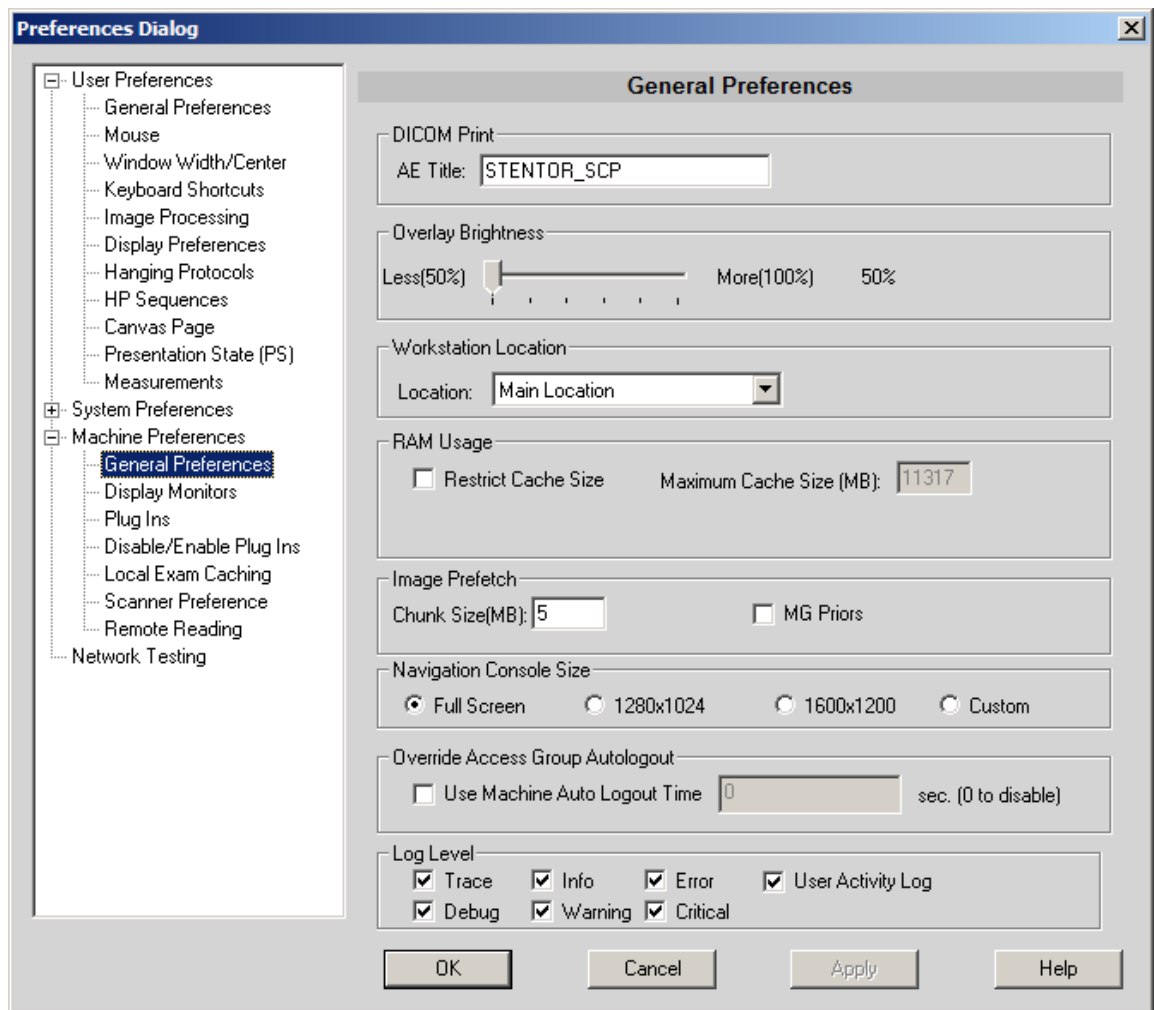 Preferences Dialog
User Preferences
General Preferences
Mouse
Window Width/Center
Keyboard Shortcuts
Image Processing
Display Preferences
Hanging Protocols
HP Sequences
Canvas Page
Presentation State (PS)
Measurements
System Preferences
Machine Preferences
General Preferences
Display Monitors
Plug Ins
Disable/Enable Plug Ins
Local Exam Caching
Scanner Preference
Remote Reading
Network Testing
General Preferences
DICOM Print
AE Title: STENTOR_SCP
Overlay Brightness
Less(50%) More(100%) 50%
Workstation Location
Location: Main Location
RAM Usage
Restrict Cache Size Maximum Cache Size (MB): 11317
Image Prefetch
Chunk Size(MB): 5 MG Priors
Navigation Console Size
Full Screen 1280x1024 1600x1200 Custom
Override Access Group Autologout
Use Machine Auto Logout Time 0 sec. (0 to disable)
Log Level
Trace Info Error User Activity Log
Debug Warning Critical
OK Cancel Apply Help